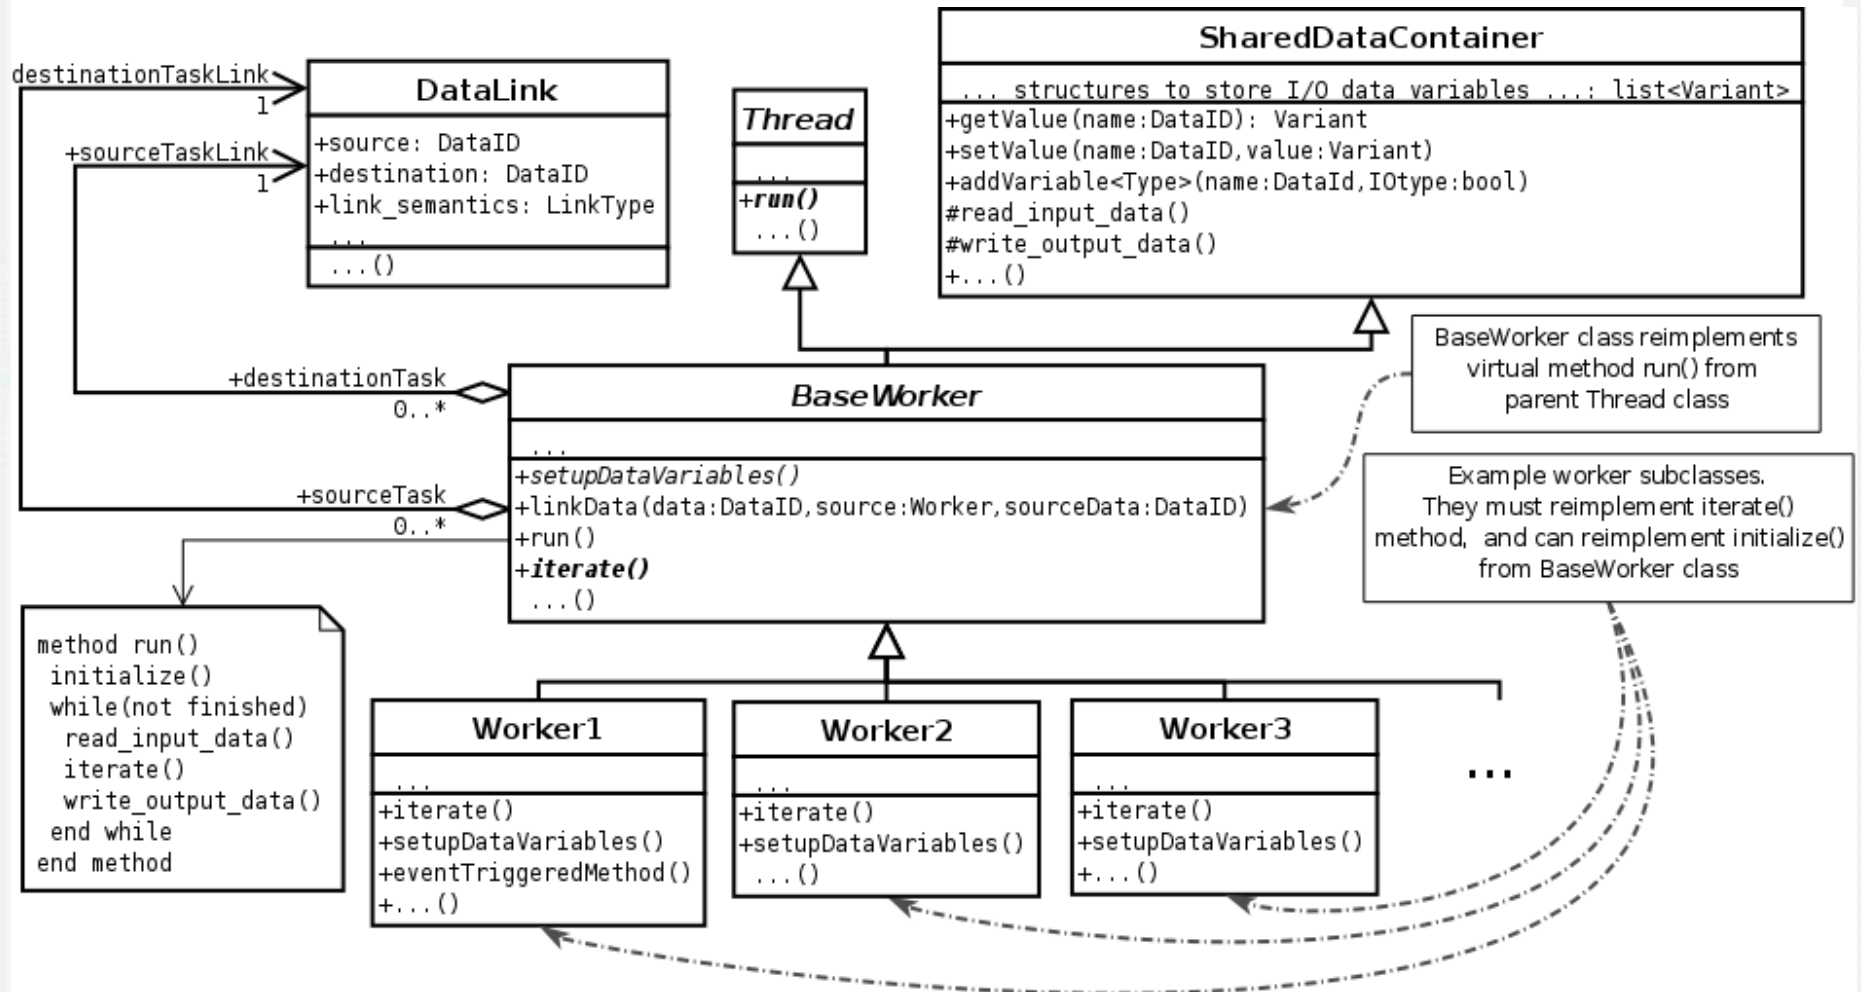 destinationTaskLink
1
+sourceTaskLink
1
DataLink
+source: DataID
+destination: DataID
+link_semantics: LinkType
...
...()
Thread
...
+run()
...()
SharedDataContainer
... structures to store I/O data variables ...: list<Variant>
+getValue(name:DataID): Variant
+setValue(name:DataID,value:Variant)
+addVariable<Type>(name:DataId,IOtype:bool)
#read_input_data()
#write_output_data()
+...()
BaseWorker class reimplements
virtual method run() from
parent Thread class
+destinationTask
0..*
+sourceTask
0..*
BaseWorker
...
+setupDataVariables()
+linkData(data:DataID,source:Worker,sourceData:DataID)
+run()
+iterate()
...()
Example worker subclasses.
They must reimplement iterate()
method, and can reimplement initialize()
from BaseWorker class
method run()
initialize()
while(not finished)
read_input_data()
iterate()
write_output_data()
end while
end method
Worker1
...
+iterate()
+setupDataVariables()
+eventTriggeredMethod()
+...()
Worker2
...
+iterate()
+setupDataVariables()
...()
Worker3
...
+iterate()
+setupDataVariables()
+...()
...